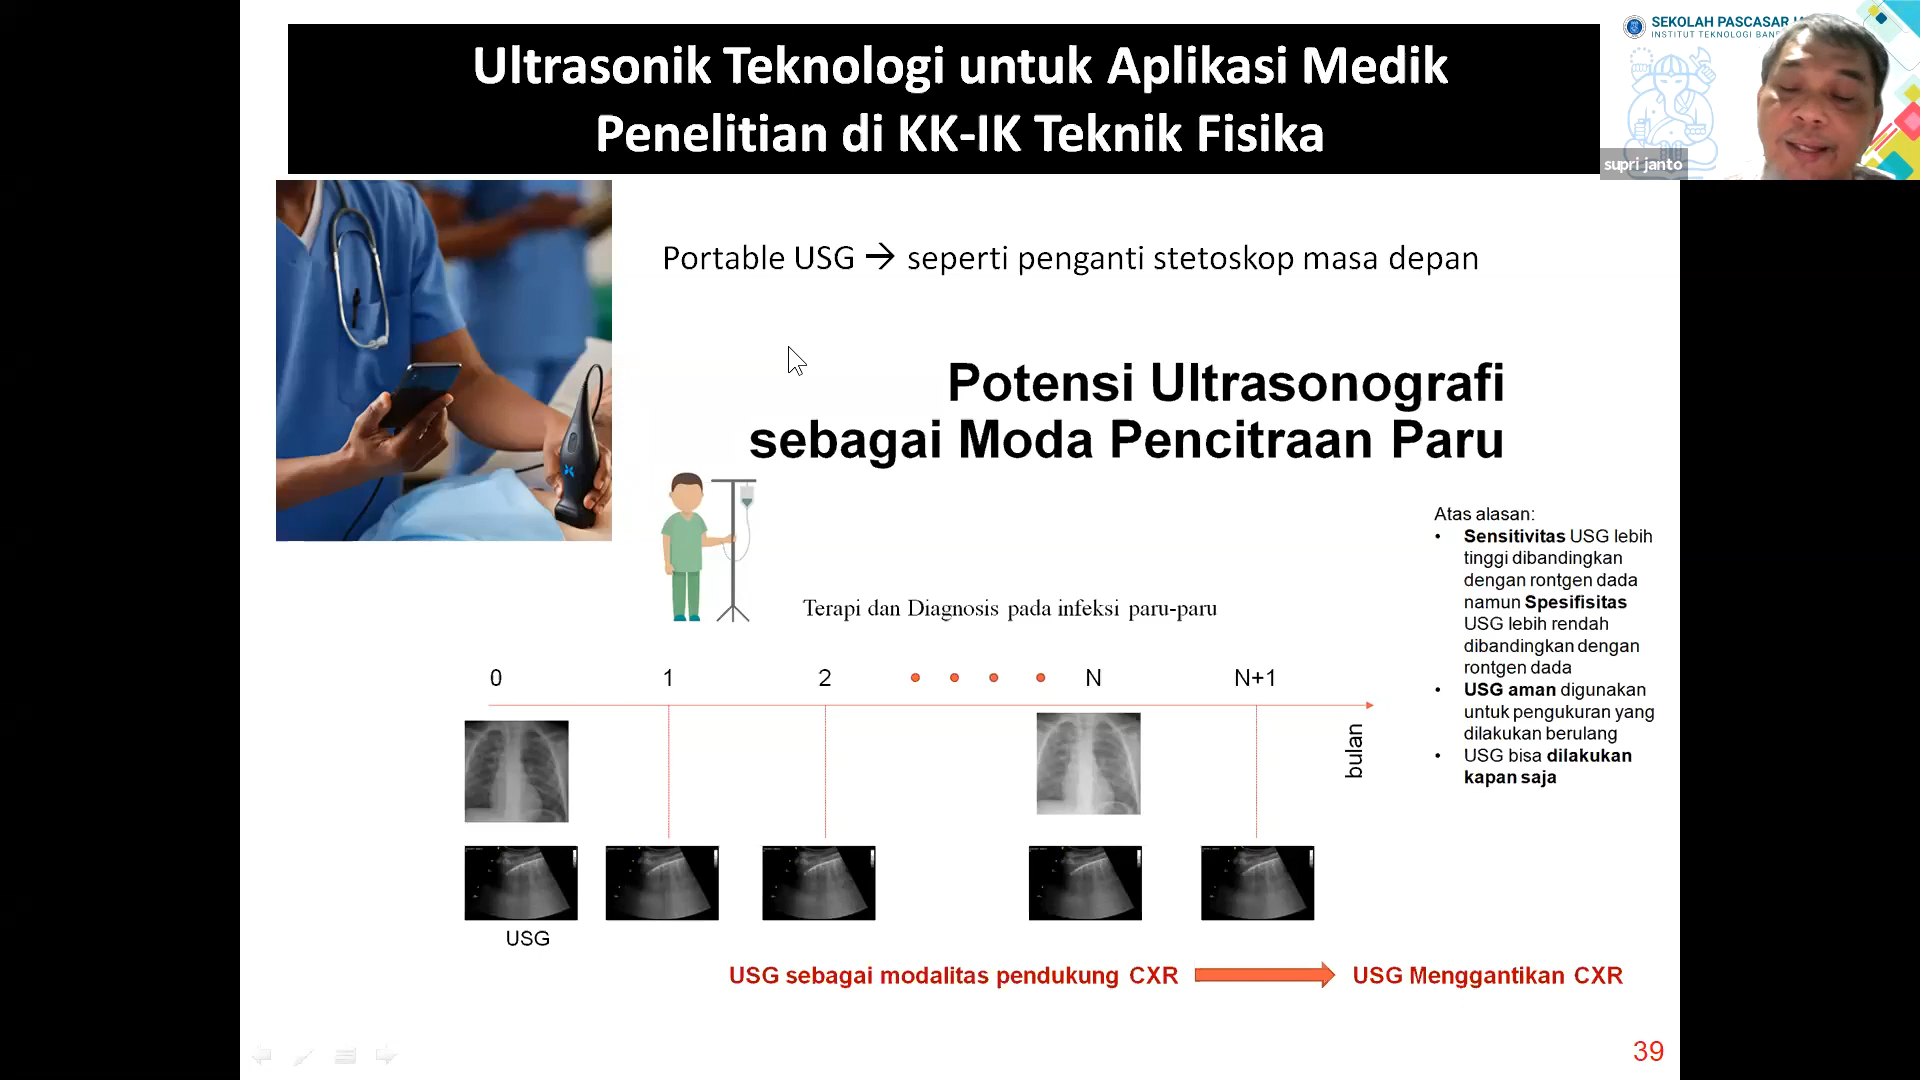 Ultrasonik Teknologi untuk Aplikasi Medik
Penelitian di KK-IK Teknik Fisika
SEKOLAH PASCASAR
INSTITUT TEKNOLOGI BAN
supri janto
Portable USG → seperti penganti stetoskop masa depan
Potensi Ultrasonografi
sebagai Moda Pencitraan Paru
Atas alasan:
• Sensitivitas USG lebih
tinggi dibandingkan
dengan rontgen dada
namun Spesifisitas
USG lebih rendah
dibandingkan dengan
rontgen dada
• USG aman digunakan
untuk pengukuran yang
dilakukan berulang
• USG bisa dilakukan
kapan saja
Terapi dan Diagnosis pada infeksi paru-paru
0 1 2 • • • • N N+1
bulan
USG
USG sebagai modalitas pendukung CXR
USG Menggantikan CXR
39